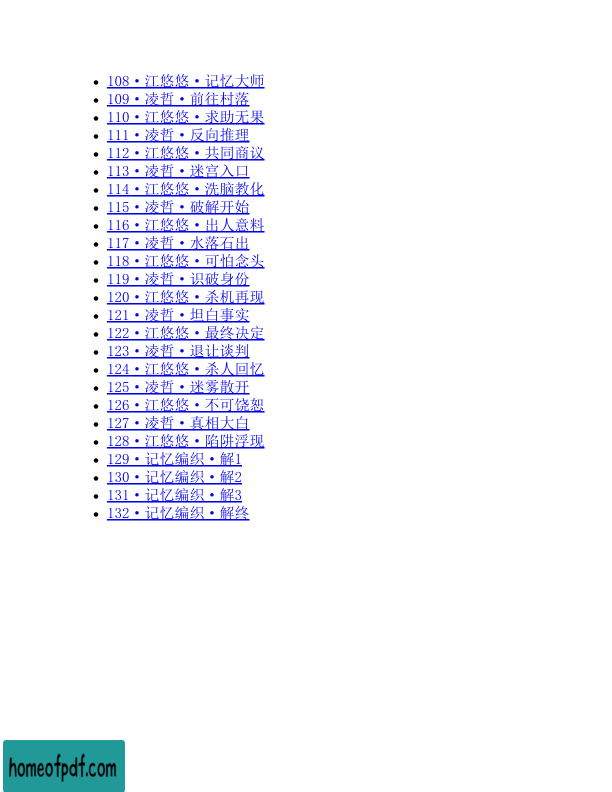 108·江悠悠·记忆大师
109·凌哲·前往村落
110·江悠悠·求助无果
111·凌哲·反向推理
112·江悠悠·共同商议
113·凌哲·迷宫入口
114·江悠悠·洗脑教化
115·凌哲·破解开始
116·江悠悠·出人意料
117·凌哲·水落石出
118·江悠悠·可怕念头
119·凌哲·识破身份
120·江悠悠·杀机再现
121·凌哲·坦白事实
122·江悠悠·最终决定
123·凌哲·退让谈判
124·江悠悠·杀人回忆
125·凌哲·迷雾散开
126·江悠悠·不可饶恕
127·凌哲·真相大白
128·江悠悠·陷阱浮现
129·记忆编织·解1
130·记忆编织·解2
131·记忆编织·解3
132·记忆编织·解终
homeofpdf.com